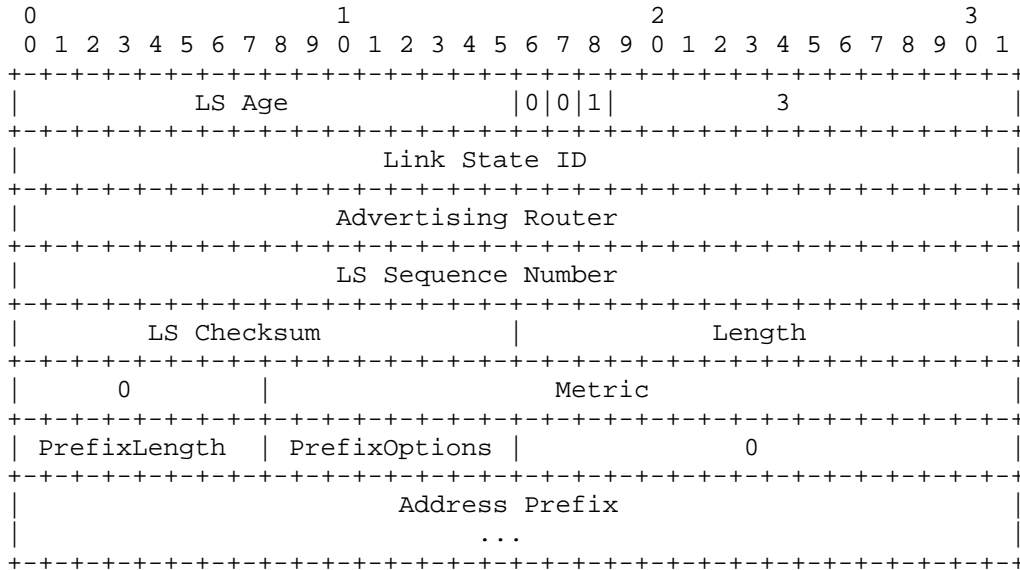 0                   1                   2                   3
 0 1 2 3 4 5 6 7 8 9 0 1 2 3 4 5 6 7 8 9 0 1 2 3 4 5 6 7 8 9 0 1
+-+-+-+-+-+-+-+-+-+-+-+-+-+-+-+-+-+-+-+-+-+-+-+-+-+-+-+-+-+-+-+-+
|           LS Age              |0|0|1|          3              |
+-+-+-+-+-+-+-+-+-+-+-+-+-+-+-+-+-+-+-+-+-+-+-+-+-+-+-+-+-+-+-+-+
|                       Link State ID                           |
+-+-+-+-+-+-+-+-+-+-+-+-+-+-+-+-+-+-+-+-+-+-+-+-+-+-+-+-+-+-+-+-+
|                    Advertising Router                         |
+-+-+-+-+-+-+-+-+-+-+-+-+-+-+-+-+-+-+-+-+-+-+-+-+-+-+-+-+-+-+-+-+
|                    LS Sequence Number                         |
+-+-+-+-+-+-+-+-+-+-+-+-+-+-+-+-+-+-+-+-+-+-+-+-+-+-+-+-+-+-+-+-+
|        LS Checksum            |            Length             |
+-+-+-+-+-+-+-+-+-+-+-+-+-+-+-+-+-+-+-+-+-+-+-+-+-+-+-+-+-+-+-+-+
|      0        |                  Metric                       |
+-+-+-+-+-+-+-+-+-+-+-+-+-+-+-+-+-+-+-+-+-+-+-+-+-+-+-+-+-+-+-+-+
| PrefixLength  | PrefixOptions |              0                |
+-+-+-+-+-+-+-+-+-+-+-+-+-+-+-+-+-+-+-+-+-+-+-+-+-+-+-+-+-+-+-+-+
|                        Address Prefix                         |
|                             ...                               |
+-+-+-+-+-+-+-+-+-+-+-+-+-+-+-+-+-+-+-+-+-+-+-+-+-+-+-+-+-+-+-+-+